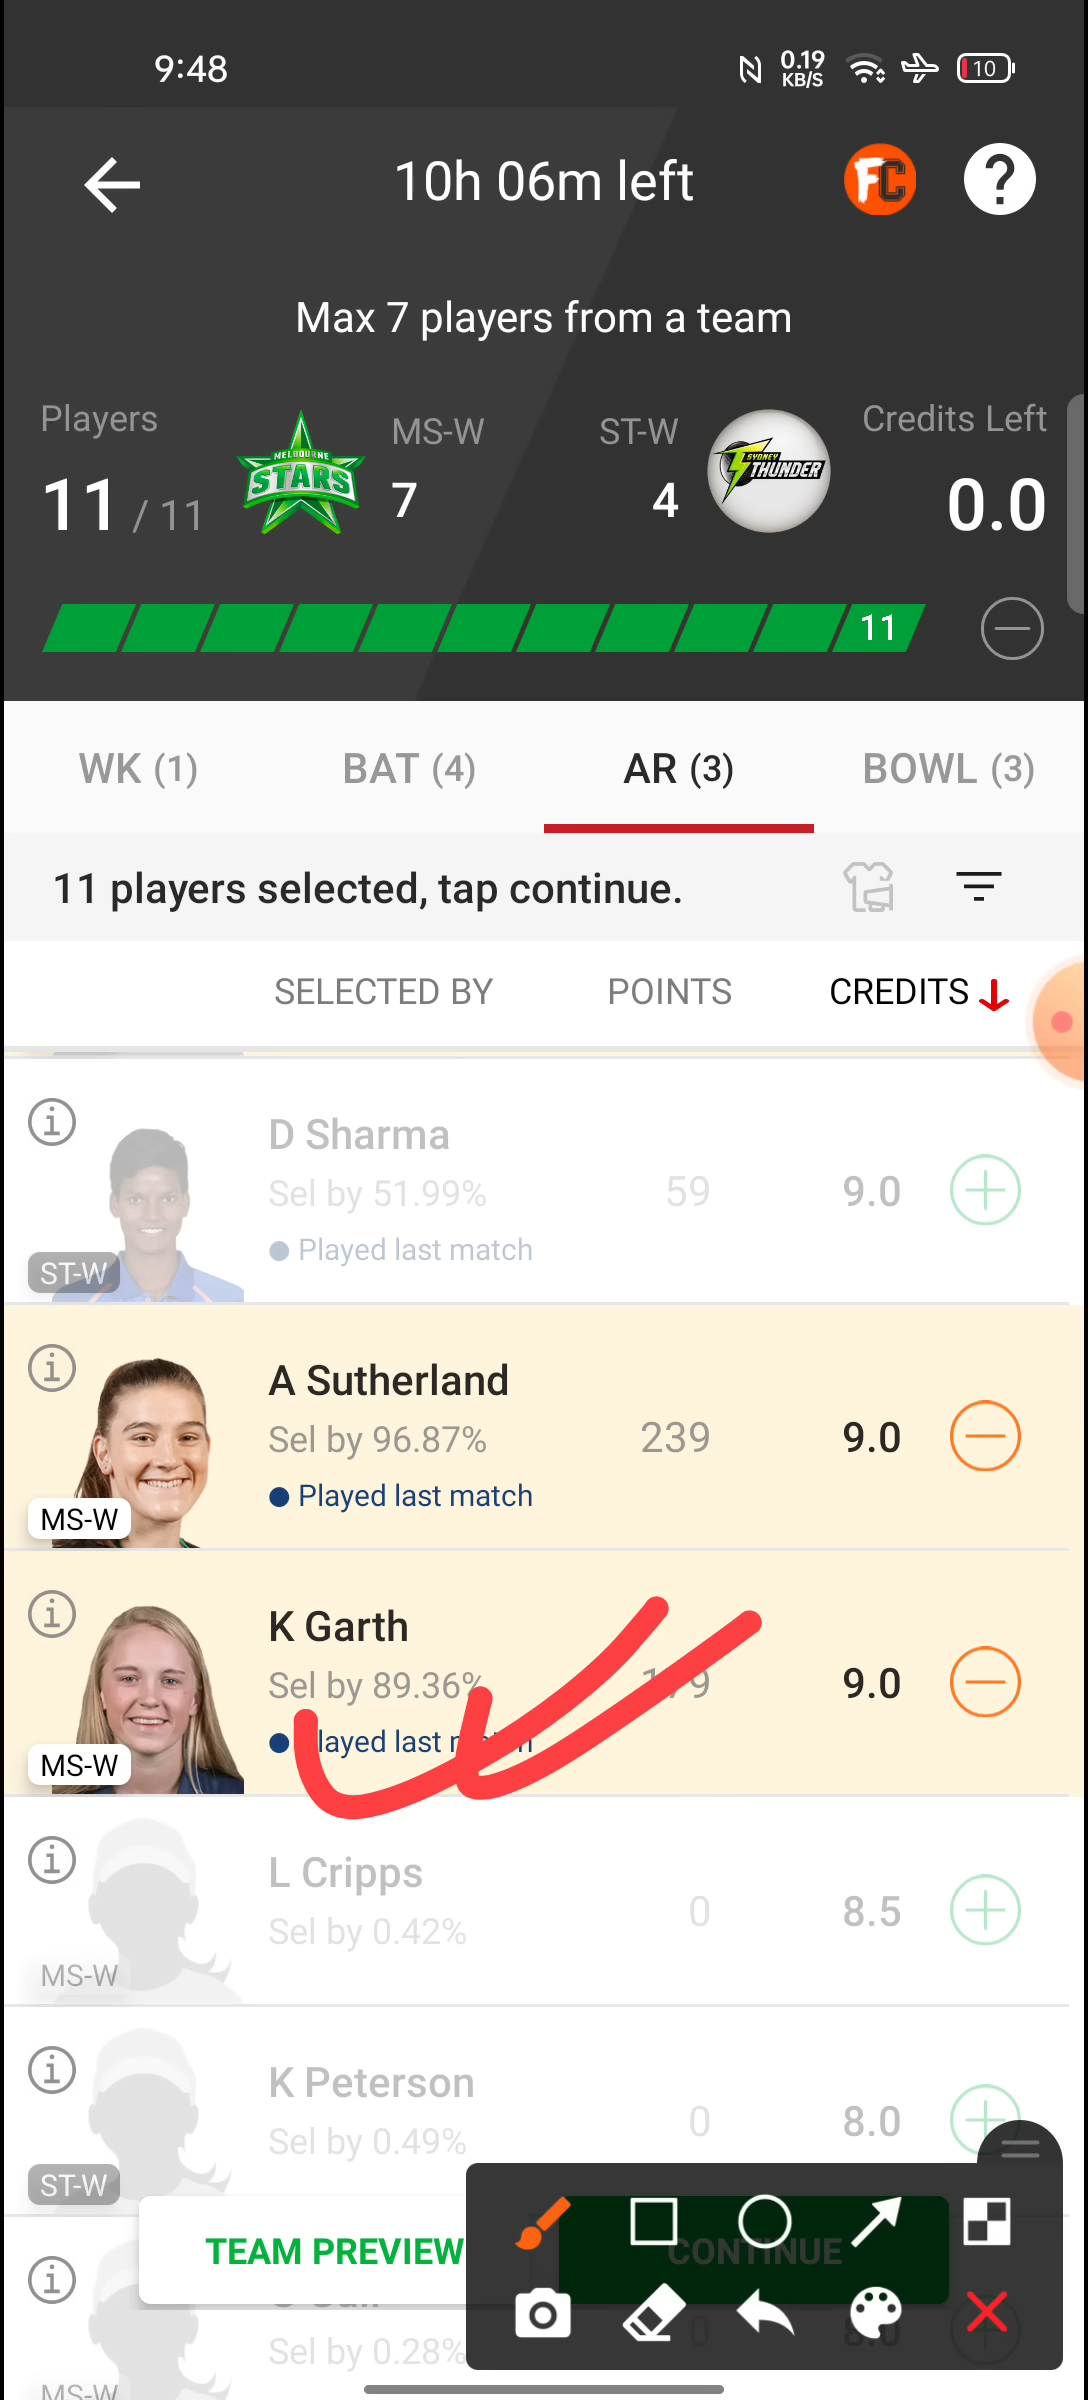 9:48
0.19
KB/S
10
10h 06m left
FC
?
Max 7 players from a team
Players
MS-W
ST-W
Credits Left
MELBOURNE
STARS
SYDNEY
THUNDER
11 / 11
7
4
0.0
11
WK (1)
BAT (4)
AR (3)
BOWL (3)
11 players selected, tap continue.
SELECTED BY
POINTS
CREDITS
D Sharma
Sel by 51.99%
59
9.0
Played last match
ST-W
A Sutherland
Sel by 96.87%
239
9.0
Played last match
MS-W
K Garth
Sel by 89.36%
9.0
last
MS-W
L Cripps
Sel by 0.42%
0
8.5
MS-W
K Peterson
Sel by 0.49%
0
8.0
ST-W
TEAM PREVIEW
CONTINUE
Sel by 0.28%
0
8.0
MS-W